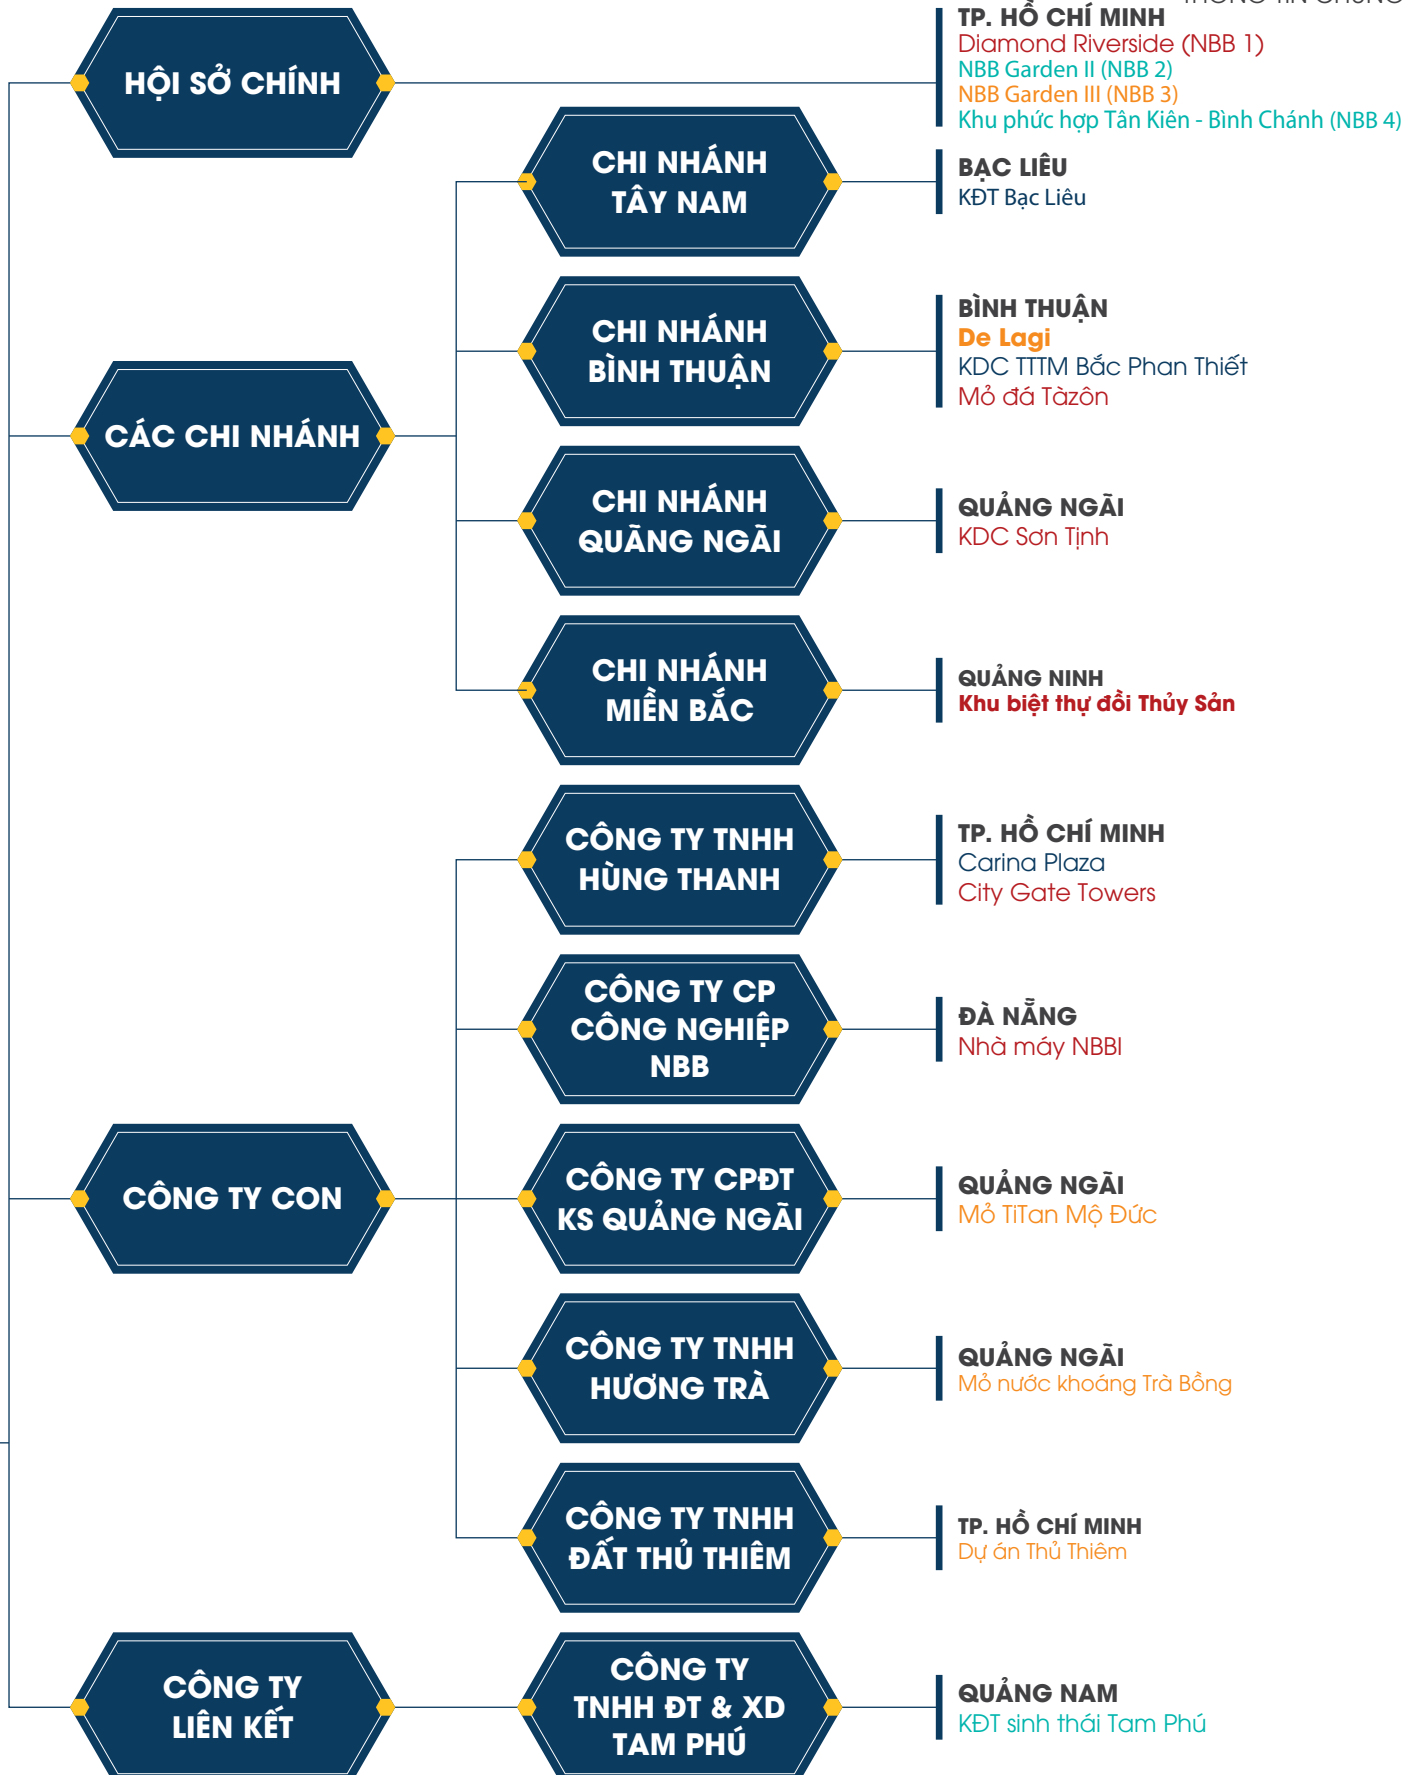 THÔNG TIN CHUNG
HỘI SỞ CHÍNH
TP. HỒ CHÍ MINH
Diamond Riverside (NBB 1)
NBB Garden II (NBB 2)
NBB Garden III (NBB 3)
Khu phức hợp Tân Kiên - Bình Chánh (NBB 4)
CÁC CHI NHÁNH
CHI NHÁNH
TÂY NAM
BẠC LIÊU
KĐT Bạc Liêu
CHI NHÁNH
BÌNH THUẬN
BÌNH THUẬN
De Lagi
KDC TTTM Bắc Phan Thiết
Mỏ đá Tàzôn
CHI NHÁNH
QUÃNG NGÃI
QUẢNG NGÃI
KDC Sơn Tịnh
CHI NHÁNH
MIỀN BẮC
QUẢNG NINH
Khu biệt thự đồi Thủy Sản
CÔNG TY CON
CÔNG TY TNHH
HÙNG THANH
TP. HỒ CHÍ MINH
Carina Plaza
City Gate Towers
CÔNG TY CP
CÔNG NGHIỆP
NBB
ĐÀ NẴNG
Nhà máy NBBI
CÔNG TY CPĐT
KS QUẢNG NGÃI
QUẢNG NGÃI
Mỏ TiTan Mộ Đức
CÔNG TY TNHH
HƯƠNG TRÀ
QUẢNG NGÃI
Mỏ nước khoáng Trà Bồng
CÔNG TY TNHH
ĐẤT THỦ THIÊM
TP. HỒ CHÍ MINH
Dự án Thủ Thiêm
CÔNG TY
LIÊN KẾT
CÔNG TY
TNHH ĐT & XD
TAM PHÚ
QUẢNG NAM
KĐT sinh thái Tam Phú